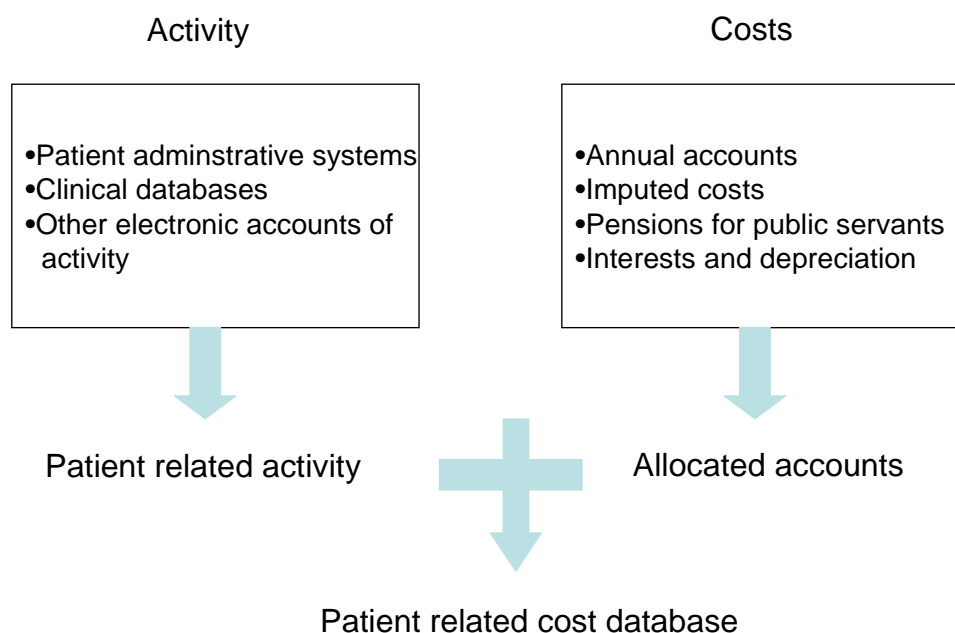 Activity
Costs
•Patient adminstrative systems
•Clinical databases
•Other electronic accounts of
activity
•Annual accounts
•Imputed costs
•Pensions for public servants
•Interests and depreciation
Patient related activity
Allocated accounts
Patient related cost database